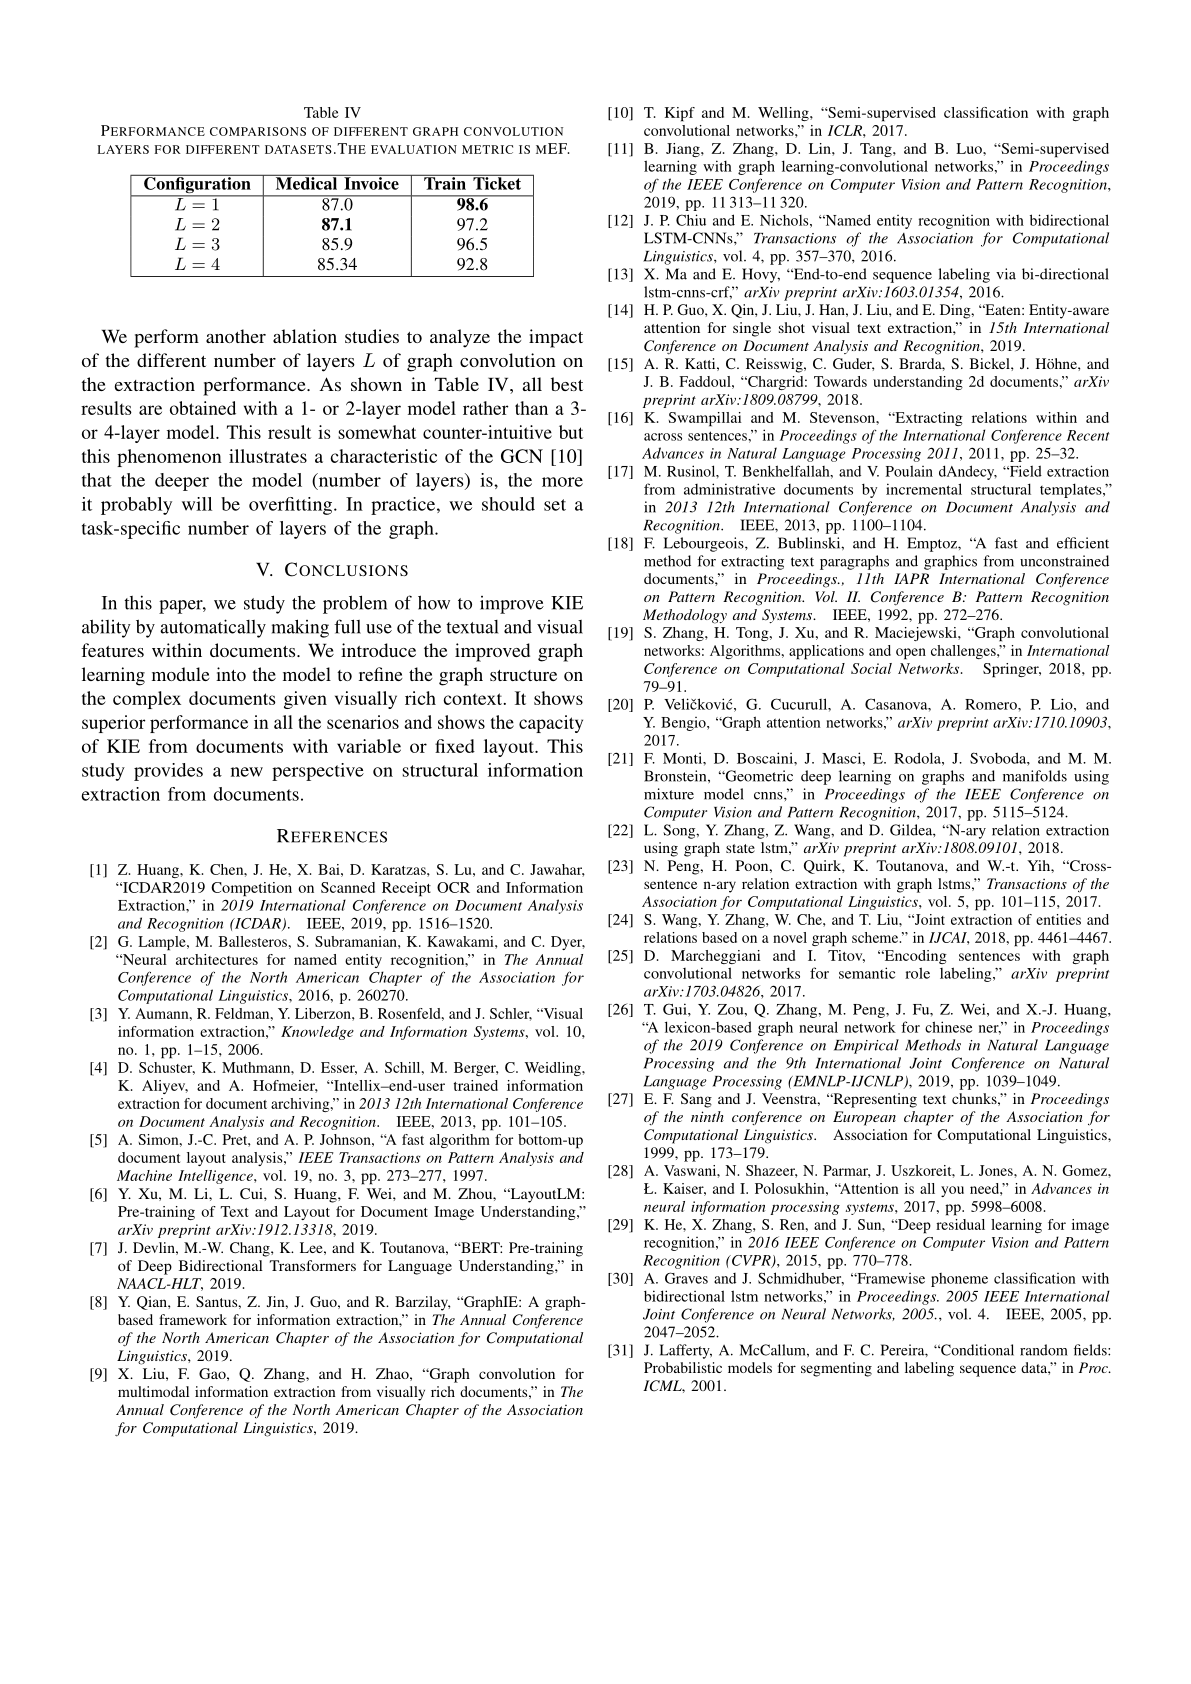 Table IV
PERFORMANCE COMPARISONS OF DIFFERENT GRAPH CONVOLUTION
LAYERS FOR DIFFERENT DATASETS.THE EVALUATION METRIC IS MEF.
Configuration Medical Invoice Train Ticket
L = 1 87.0 98.6
L = 2 87.1 97.2
L = 3 85.9 96.5
L = 4 85.34 92.8
We perform another ablation studies to analyze the impact
of the different number of layers L of graph convolution on
the extraction performance. As shown in Table IV, all best
results are obtained with a 1- or 2-layer model rather than a 3-
or 4-layer model. This result is somewhat counter-intuitive but
this phenomenon illustrates a characteristic of the GCN [10]
that the deeper the model (number of layers) is, the more
it probably will be overfitting. In practice, we should set a
task-specific number of layers of the graph.
V. CONCLUSIONS
In this paper, we study the problem of how to improve KIE
ability by automatically making full use of the textual and visual
features within documents. We introduce the improved graph
learning module into the model to refine the graph structure on
the complex documents given visually rich context. It shows
superior performance in all the scenarios and shows the capacity
of KIE from documents with variable or fixed layout. This
study provides a new perspective on structural information
extraction from documents.
REFERENCES
[1] Z. Huang, K. Chen, J. He, X. Bai, D. Karatzas, S. Lu, and C. Jawahar,
“ICDAR2019 Competition on Scanned Receipt OCR and Information
Extraction,” in 2019 International Conference on Document Analysis
and Recognition (ICDAR). IEEE, 2019, pp. 1516–1520.
[2] G. Lample, M. Ballesteros, S. Subramanian, K. Kawakami, and C. Dyer,
“Neural architectures for named entity recognition,” in The Annual
Conference of the North American Chapter of the Association for
Computational Linguistics, 2016, p. 260270.
[3] Y. Aumann, R. Feldman, Y. Liberzon, B. Rosenfeld, and J. Schler, “Visual
information extraction,” Knowledge and Information Systems, vol. 10,
no. 1, pp. 1–15, 2006.
[4] D. Schuster, K. Muthmann, D. Esser, A. Schill, M. Berger, C. Weidling,
K. Aliyev, and A. Hofmeier, “Intellix–end-user trained information
extraction for document archiving,” in 2013 12th International Conference
on Document Analysis and Recognition. IEEE, 2013, pp. 101–105.
[5] A. Simon, J.-C. Pret, and A. P. Johnson, “A fast algorithm for bottom-up
document layout analysis,” IEEE Transactions on Pattern Analysis and
Machine Intelligence, vol. 19, no. 3, pp. 273–277, 1997.
[6] Y. Xu, M. Li, L. Cui, S. Huang, F. Wei, and M. Zhou, “LayoutLM:
Pre-training of Text and Layout for Document Image Understanding,”
arXiv preprint arXiv:1912.13318, 2019.
[7] J. Devlin, M.-W. Chang, K. Lee, and K. Toutanova, “BERT: Pre-training
of Deep Bidirectional Transformers for Language Understanding,” in
NAACL-HLT, 2019.
[8] Y. Qian, E. Santus, Z. Jin, J. Guo, and R. Barzilay, “GraphIE: A graph-
based framework for information extraction,” in The Annual Conference
of the North American Chapter of the Association for Computational
Linguistics, 2019.
[9] X. Liu, F. Gao, Q. Zhang, and H. Zhao, “Graph convolution for
multimodal information extraction from visually rich documents,” in The
Annual Conference of the North American Chapter of the Association
for Computational Linguistics, 2019.
[10] T. Kipf and M. Welling, “Semi-supervised classification with graph
convolutional networks,” in ICLR, 2017.
[11] B. Jiang, Z. Zhang, D. Lin, J. Tang, and B. Luo, “Semi-supervised
learning with graph learning-convolutional networks,” in Proceedings
of the IEEE Conference on Computer Vision and Pattern Recognition,
2019, pp. 11 313–11 320.
[12] J. P. Chiu and E. Nichols, “Named entity recognition with bidirectional
LSTM-CNNs,” Transactions of the Association for Computational
Linguistics, vol. 4, pp. 357–370, 2016.
[13] X. Ma and E. Hovy, “End-to-end sequence labeling via bi-directional
lstm-cnns-crf,” arXiv preprint arXiv:1603.01354, 2016.
[14] H. P. Guo, X. Qin, J. Liu, J. Han, J. Liu, and E. Ding, “Eaten: Entity-aware
attention for single shot visual text extraction,” in 15th International
Conference on Document Analysis and Recognition, 2019.
[15] A. R. Katti, C. Reisswig, C. Guder, S. Brarda, S. Bickel, J. Höhne, and
J. B. Faddoul, “Chargrid: Towards understanding 2d documents,” arXiv
preprint arXiv:1809.08799, 2018.
[16] K. Swampillai and M. Stevenson, “Extracting relations within and
across sentences,” in Proceedings of the International Conference Recent
Advances in Natural Language Processing 2011, 2011, pp. 25–32.
[17] M. Rusinol, T. Benkhelfallah, and V. Poulain dAndecy, “Field extraction
from administrative documents by incremental structural templates,”
in 2013 12th International Conference on Document Analysis and
Recognition. IEEE, 2013, pp. 1100–1104.
[18] F. Lebourgeois, Z. Bublinski, and H. Emptoz, “A fast and efficient
method for extracting text paragraphs and graphics from unconstrained
documents,” in Proceedings., 11th IAPR International Conference
on Pattern Recognition. Vol. II. Conference B: Pattern Recognition
Methodology and Systems. IEEE, 1992, pp. 272–276.
[19] S. Zhang, H. Tong, J. Xu, and R. Maciejewski, “Graph convolutional
networks: Algorithms, applications and open challenges,” in International
Conference on Computational Social Networks. Springer, 2018, pp.
79–91.
[20] P. Veličković, G. Cucurull, A. Casanova, A. Romero, P. Lio, and
Y. Bengio, “Graph attention networks,” arXiv preprint arXiv:1710.10903,
2017.
[21] F. Monti, D. Boscaini, J. Masci, E. Rodola, J. Svoboda, and M. M.
Bronstein, “Geometric deep learning on graphs and manifolds using
mixture model cnns,” in Proceedings of the IEEE Conference on
Computer Vision and Pattern Recognition, 2017, pp. 5115–5124.
[22] L. Song, Y. Zhang, Z. Wang, and D. Gildea, “N-ary relation extraction
using graph state lstm,” arXiv preprint arXiv:1808.09101, 2018.
[23] N. Peng, H. Poon, C. Quirk, K. Toutanova, and W.-t. Yih, “Cross-
sentence n-ary relation extraction with graph lstms,” Transactions of the
Association for Computational Linguistics, vol. 5, pp. 101–115, 2017.
[24] S. Wang, Y. Zhang, W. Che, and T. Liu, “Joint extraction of entities and
relations based on a novel graph scheme.” in IJCAI, 2018, pp. 4461–4467.
[25] D. Marcheggiani and I. Titov, “Encoding sentences with graph
convolutional networks for semantic role labeling,” arXiv preprint
arXiv:1703.04826, 2017.
[26] T. Gui, Y. Zou, Q. Zhang, M. Peng, J. Fu, Z. Wei, and X.-J. Huang,
“A lexicon-based graph neural network for chinese ner,” in Proceedings
of the 2019 Conference on Empirical Methods in Natural Language
Processing and the 9th International Joint Conference on Natural
Language Processing (EMNLP-IJCNLP), 2019, pp. 1039–1049.
[27] E. F. Sang and J. Veenstra, “Representing text chunks,” in Proceedings
of the ninth conference on European chapter of the Association for
Computational Linguistics. Association for Computational Linguistics,
1999, pp. 173–179.
[28] A. Vaswani, N. Shazeer, N. Parmar, J. Uszkoreit, L. Jones, A. N. Gomez,
Ł. Kaiser, and I. Polosukhin, “Attention is all you need,” in Advances in
neural information processing systems, 2017, pp. 5998–6008.
[29] K. He, X. Zhang, S. Ren, and J. Sun, “Deep residual learning for image
recognition,” in 2016 IEEE Conference on Computer Vision and Pattern
Recognition (CVPR), 2015, pp. 770–778.
[30] A. Graves and J. Schmidhuber, “Framewise phoneme classification with
bidirectional lstm networks,” in Proceedings. 2005 IEEE International
Joint Conference on Neural Networks, 2005., vol. 4. IEEE, 2005, pp.
2047–2052.
[31] J. Lafferty, A. McCallum, and F. C. Pereira, “Conditional random fields:
Probabilistic models for segmenting and labeling sequence data,” in Proc.
ICML, 2001.